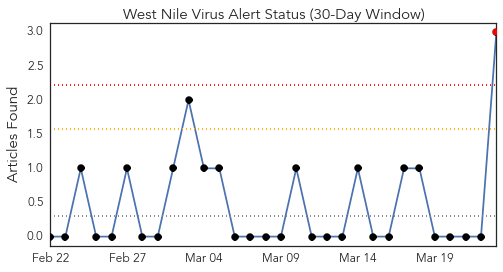 West Nile Virus Alert Status (30-Day Window)
Articles Found
3.0
2.5
2.0
1.5
1.0
0.5
0.0
Feb 22 Feb 27 Mar 04 Mar 09 Mar 14 Mar 19